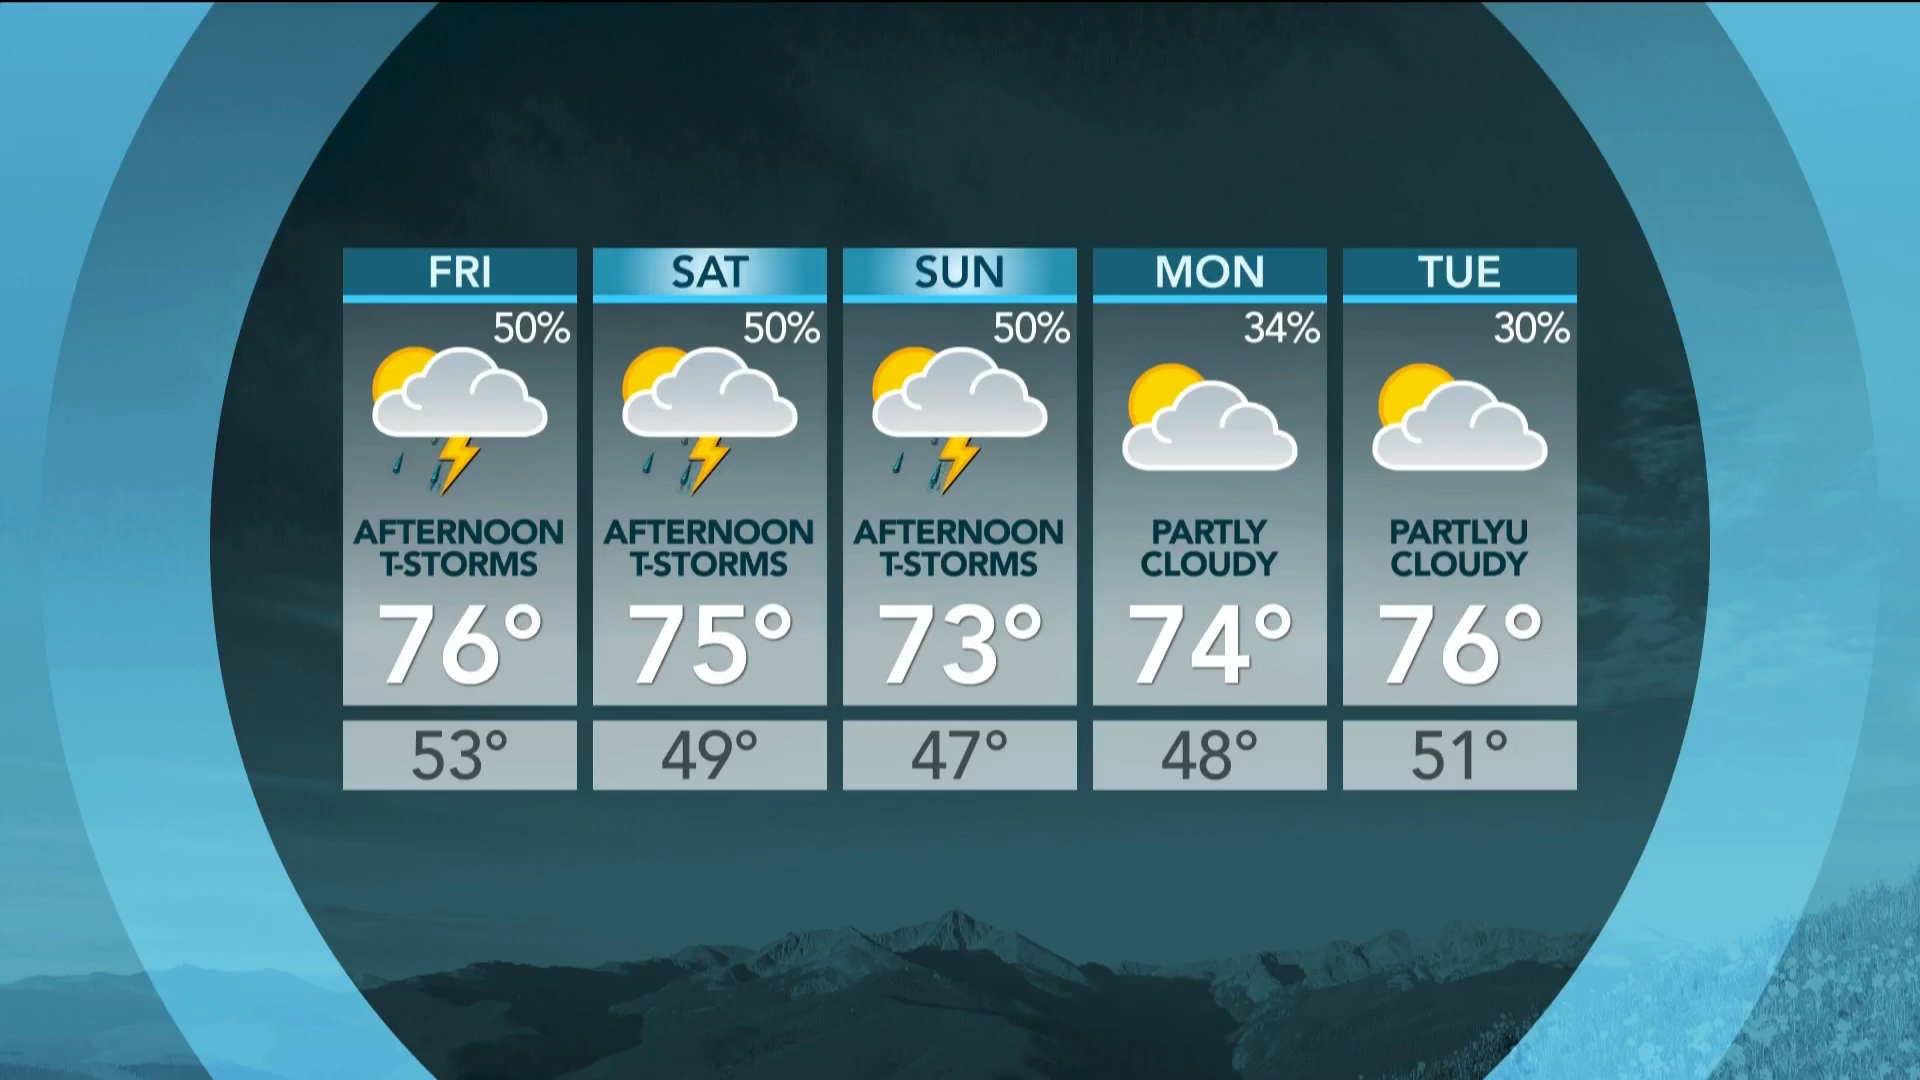 FRI
50%
AFTERNOON
T-STORMS
76°
53°
SAT
50%
AFTERNOON
T-STORMS
75°
49°
SUN
50%
AFTERNOON
T-STORMS
73°
47°
MON
34%
PARTLY
CLOUDY
74°
48°
TUE
30%
PARTLYU
CLOUDY
76°
51°